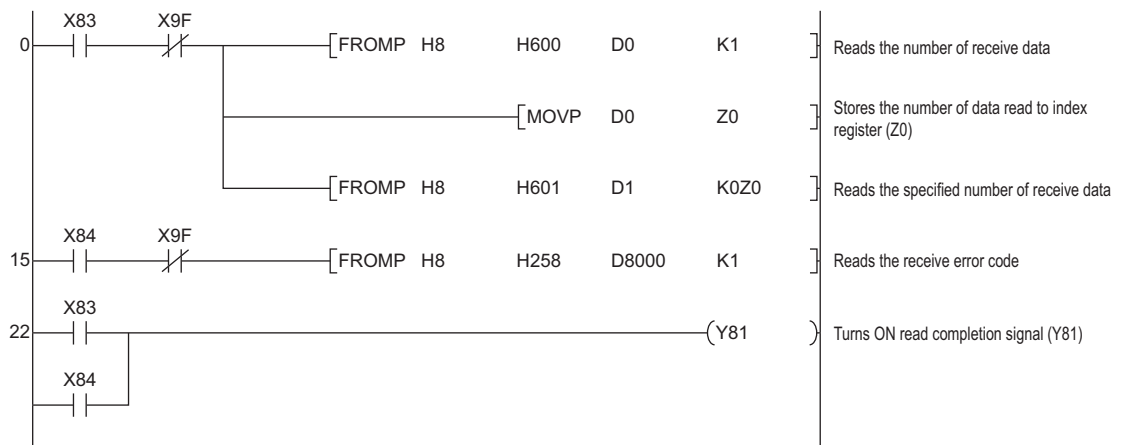 X83 X9F
0 [FROMP H8 H600 D0 K1 ] Reads the number of receive data
[MOVP D0 Z0 ] Stores the number of data read to index
register (Z0)
[FROMP H8 H601 D1 K0Z0 ] Reads the specified number of receive data
X84 X9F
15 [FROMP H8 H258 D8000 K1 ] Reads the receive error code
X83
22 (Y81 ) Turns ON read completion signal (Y81)
X84